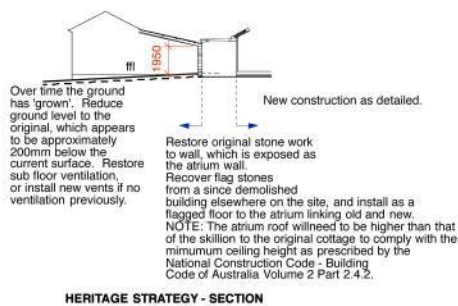 1950
ffl
Over time the ground
has 'grown'. Reduce
ground level to the
original, which appears
to be approximately
200mm below the
current surface. Restore
sub floor ventilation,
or install new vents if no
ventilation previously.
New construction as detailed.
Restore original stone work
to wall, which is exposed as
the atrium wall.
Recover flag stones
from a since demolished
building elsewhere on the site, and install as a
flagged floor to the atrium linking old and new.
NOTE: The atrium roof willneed to be higher than that
of the skillion to the original cottage to comply with the
mimumum ceiling height as prescribed by the
National Construction Code - Building
Code of Australia Volume 2 Part 2.4.2.
HERITAGE STRATEGY - SECTION